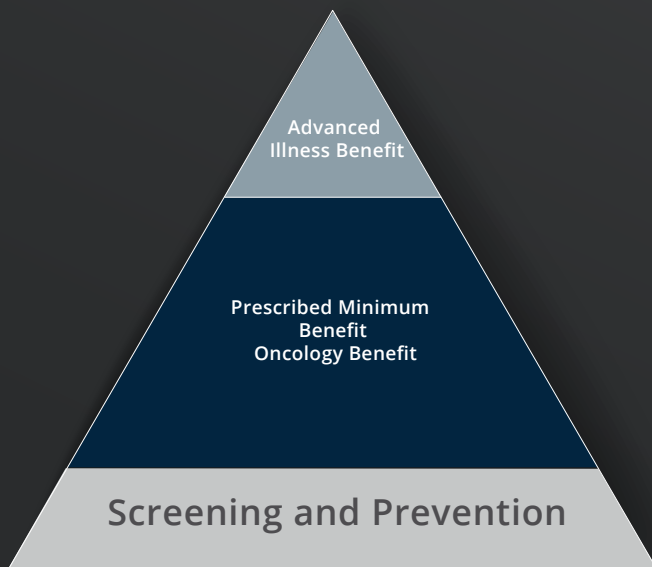 Advanced
Illness Benefit
Prescribed Minimum
Benefit
Oncology Benefit
Screening and Prevention